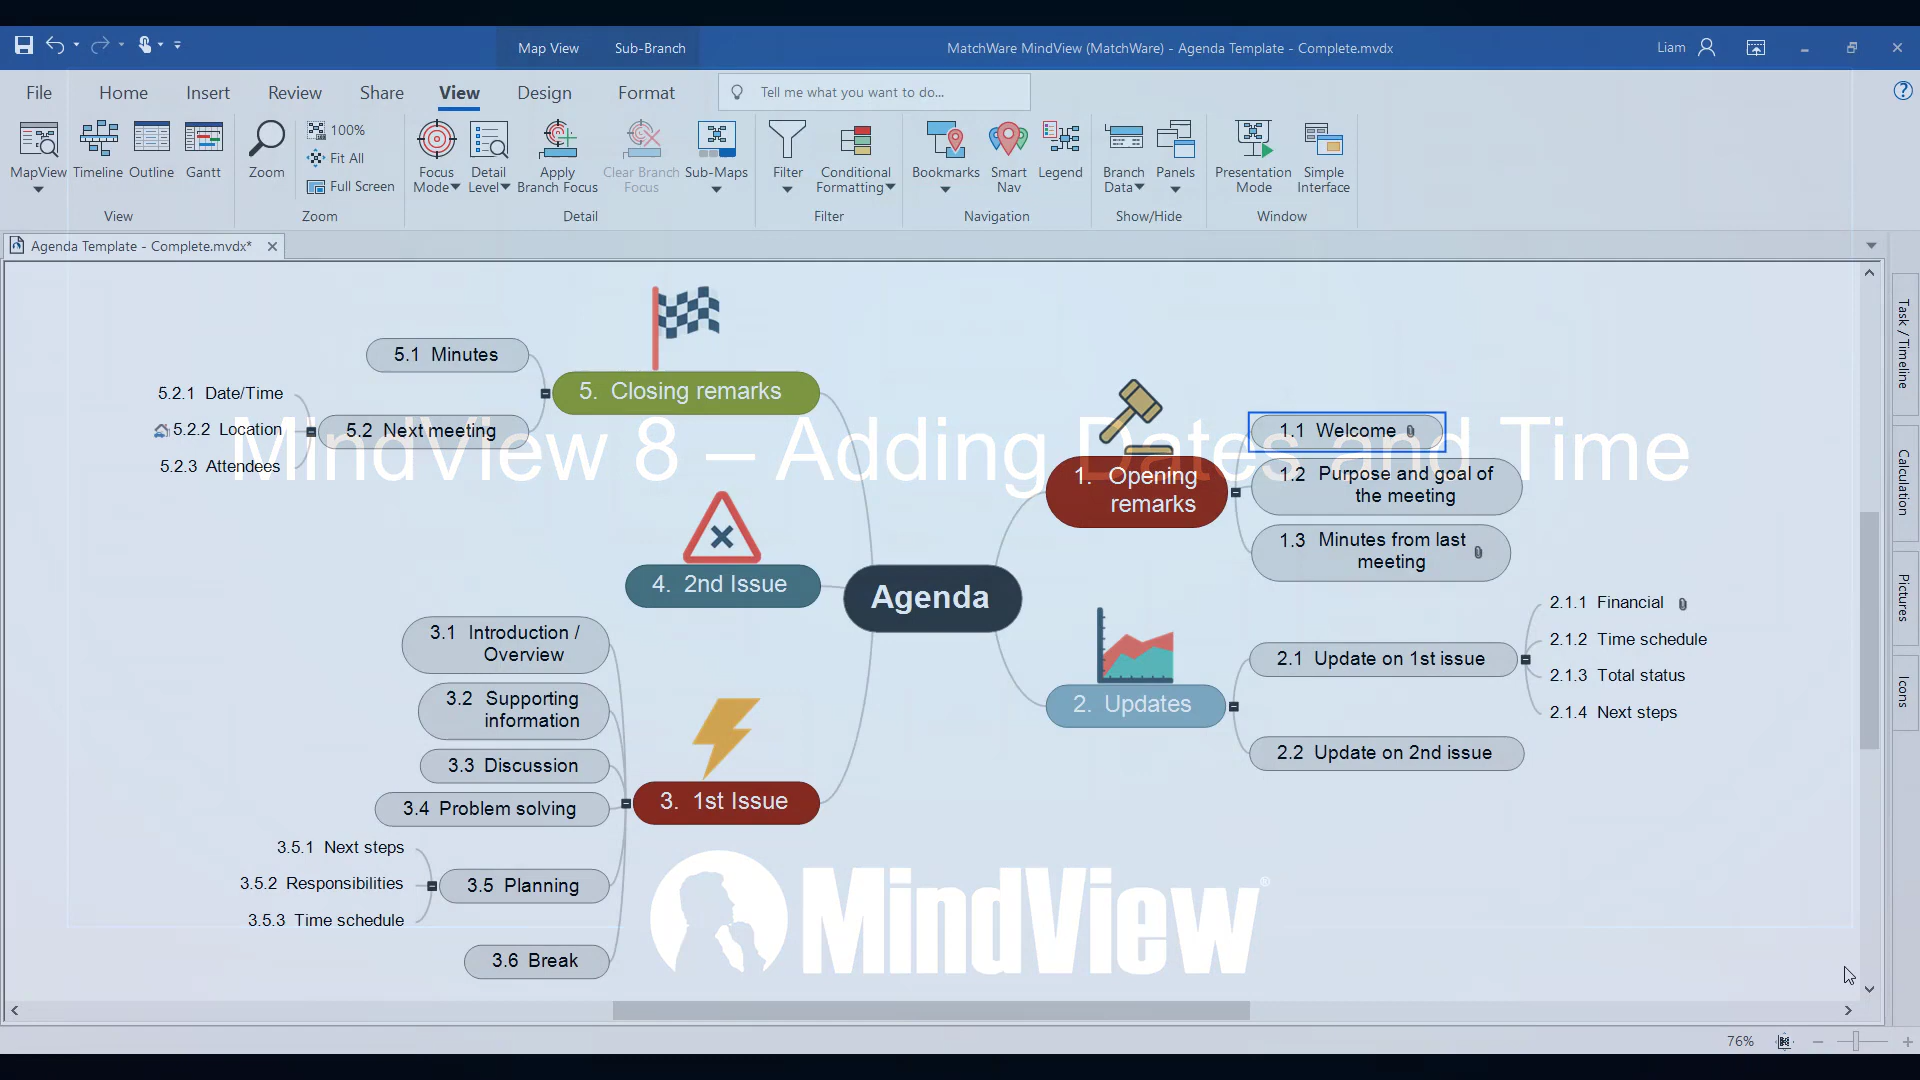 Map View
Sub-Branch
MatchWare MindView (MatchWare) - Agenda Template - Complete.mvdx
Liam
File
Home
Insert
Review
Share
View
Design
Format
Tell me what you want to do...
MapView
Timeline
Outline
Gantt
View
Zoom
100%
Fit All
Full Screen
Zoom
Focus
Mode
Detail
Level
Apply
Branch Focus
Clear Branch
Focus
Sub-Maps
Detail
Filter
Conditional
Formatting
Filter
Bookmarks
Smart
Nav
Legend
Navigation
Branch
Data
Panels
Show/Hide
Presentation
Mode
Simple
Interface
Window
Agenda Template - Complete.mvdx*
MindView 8 – Adding Dates and Time
5.1 Minutes
5. Closing remarks
5.2.1 Date/Time
5.2.2 Location
5.2.3 Attendees
5.2 Next meeting
4. 2nd Issue
3.1 Introduction /
Overview
3.2 Supporting
information
3.3 Discussion
3.4 Problem solving
3. 1st Issue
3.5.1 Next steps
3.5.2 Responsibilities
3.5.3 Time schedule
3.5 Planning
3.6 Break
Agenda
1. Opening
remarks
1.1 Welcome
1.2 Purpose and goal of
the meeting
1.3 Minutes from last
meeting
2. Updates
2.1 Update on 1st issue
2.1.1 Financial
2.1.2 Time schedule
2.1.3 Total status
2.1.4 Next steps
2.2 Update on 2nd issue
MindView®
Task / Timeline
Calculation
Pictures
Icons
76%